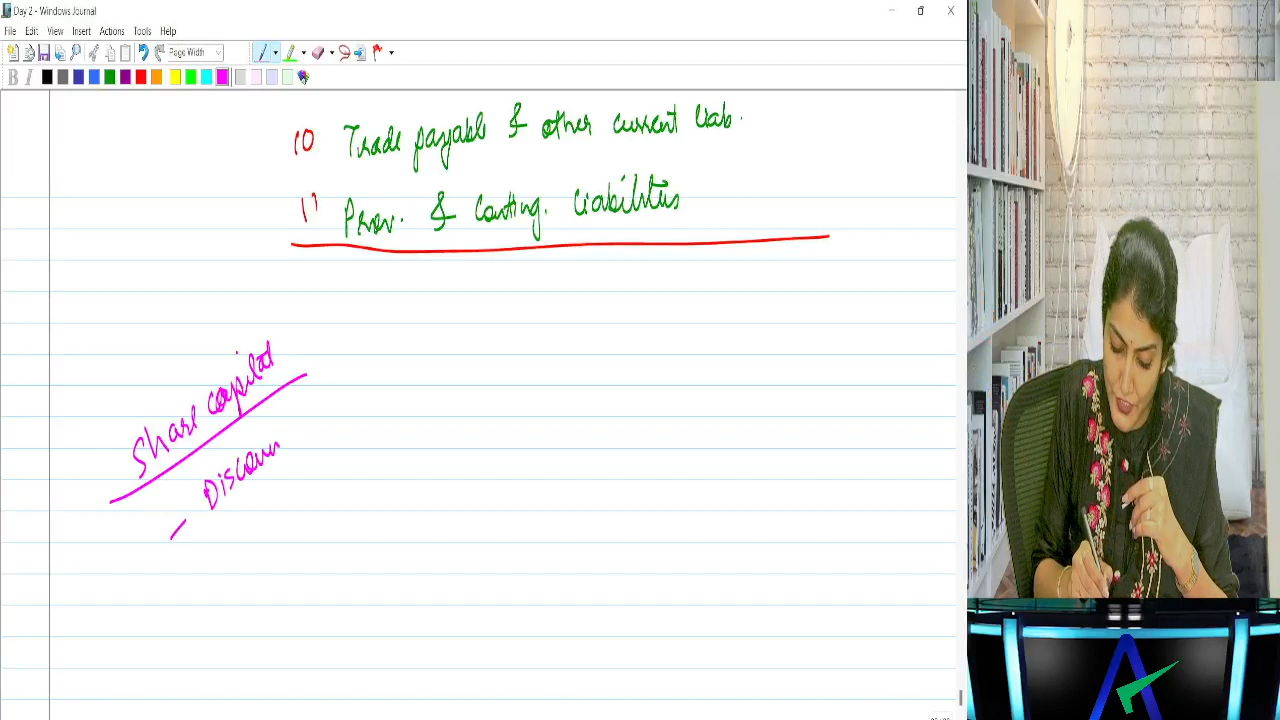 Day 2 - Windows Journal
File Edit View Insert Actions Tools Help
Page Width
B I
10 Trade payable & other current liab.
11 Prov. & Conting. liabilities
Share capital
- Discoun